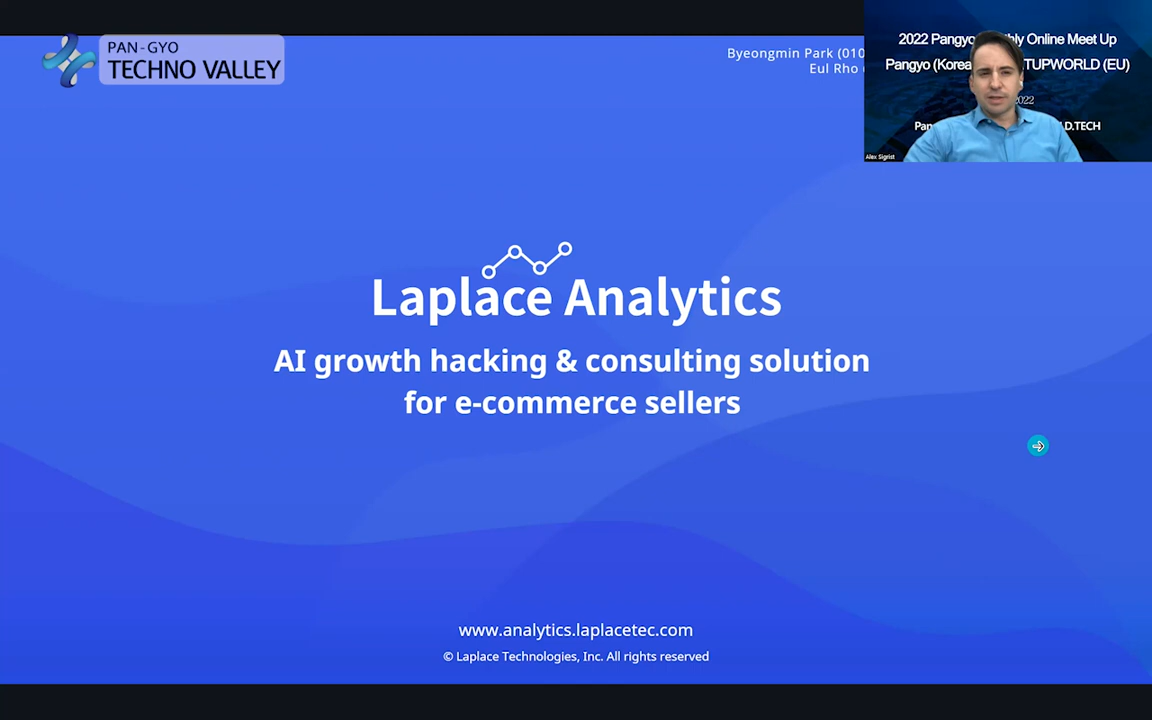 PAN-GYO
TECHNO VALLEY
Byeongmin Park (010
Eul Rho
2022 Pangyo hly Online Meet Up
Pangyo (Korea TUPWORLD (EU)
2022
D.TECH
Alex Sigrist
Laplace Analytics
AI growth hacking & consulting solution
for e-commerce sellers
www.analytics.laplacetec.com
© Laplace Technologies, Inc. All rights reserved